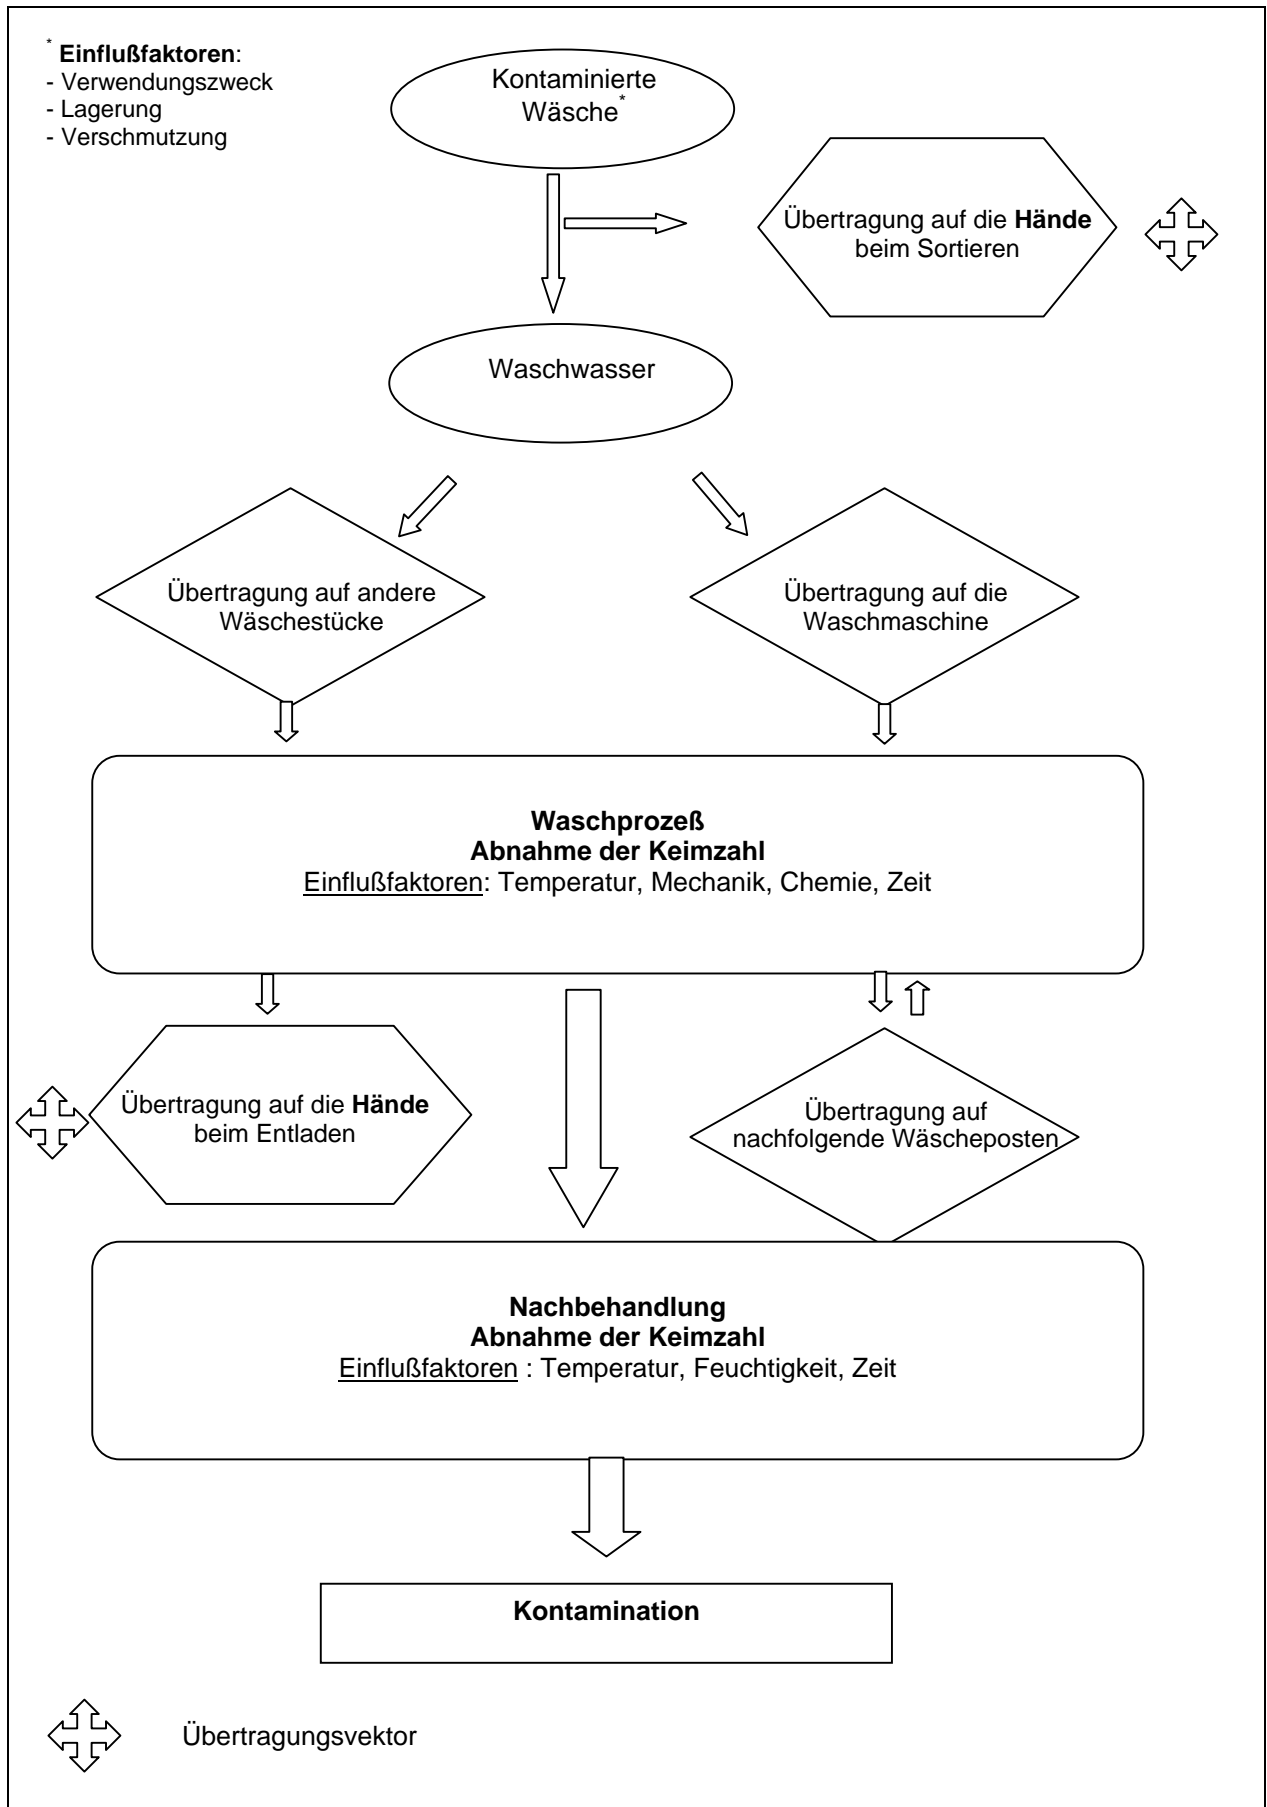 * Einflußfaktoren:
- Verwendungszweck
- Lagerung
- Verschmutzung
Kontaminierte
Wäsche*
Übertragung auf die Hände
beim Sortieren
Waschwasser
Übertragung auf andere
Wäschestücke
Übertragung auf die
Waschmaschine
Waschprozeß
Abnahme der Keimzahl
Einflußfaktoren: Temperatur, Mechanik, Chemie, Zeit
Übertragung auf die Hände
beim Entladen
Übertragung auf
nachfolgende Wäscheposten
Nachbehandlung
Abnahme der Keimzahl
Einflußfaktoren : Temperatur, Feuchtigkeit, Zeit
Kontamination
Übertragungsvektor